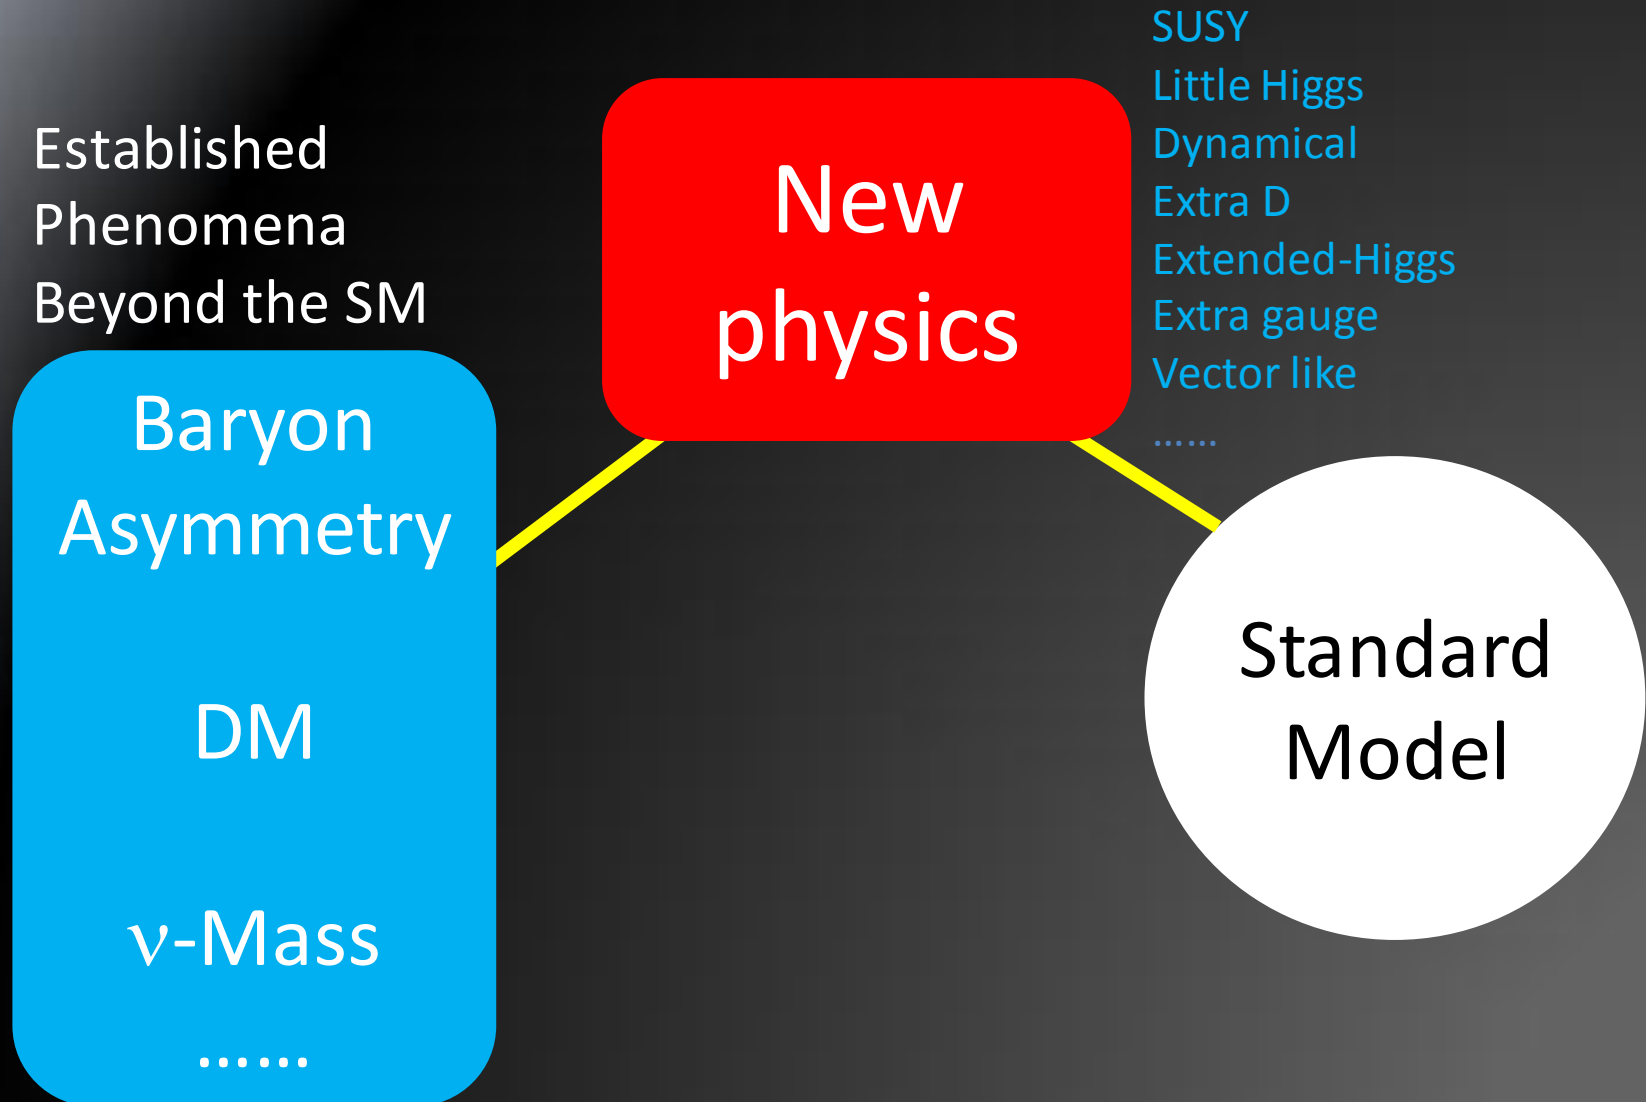 Established
Phenomena
Beyond the SM
Baryon
Asymmetry
DM
ν-Mass
……
New
physics
SUSY
Little Higgs
Dynamical
Extra D
Extended-Higgs
Extra gauge
Vector like
……
Standard
Model